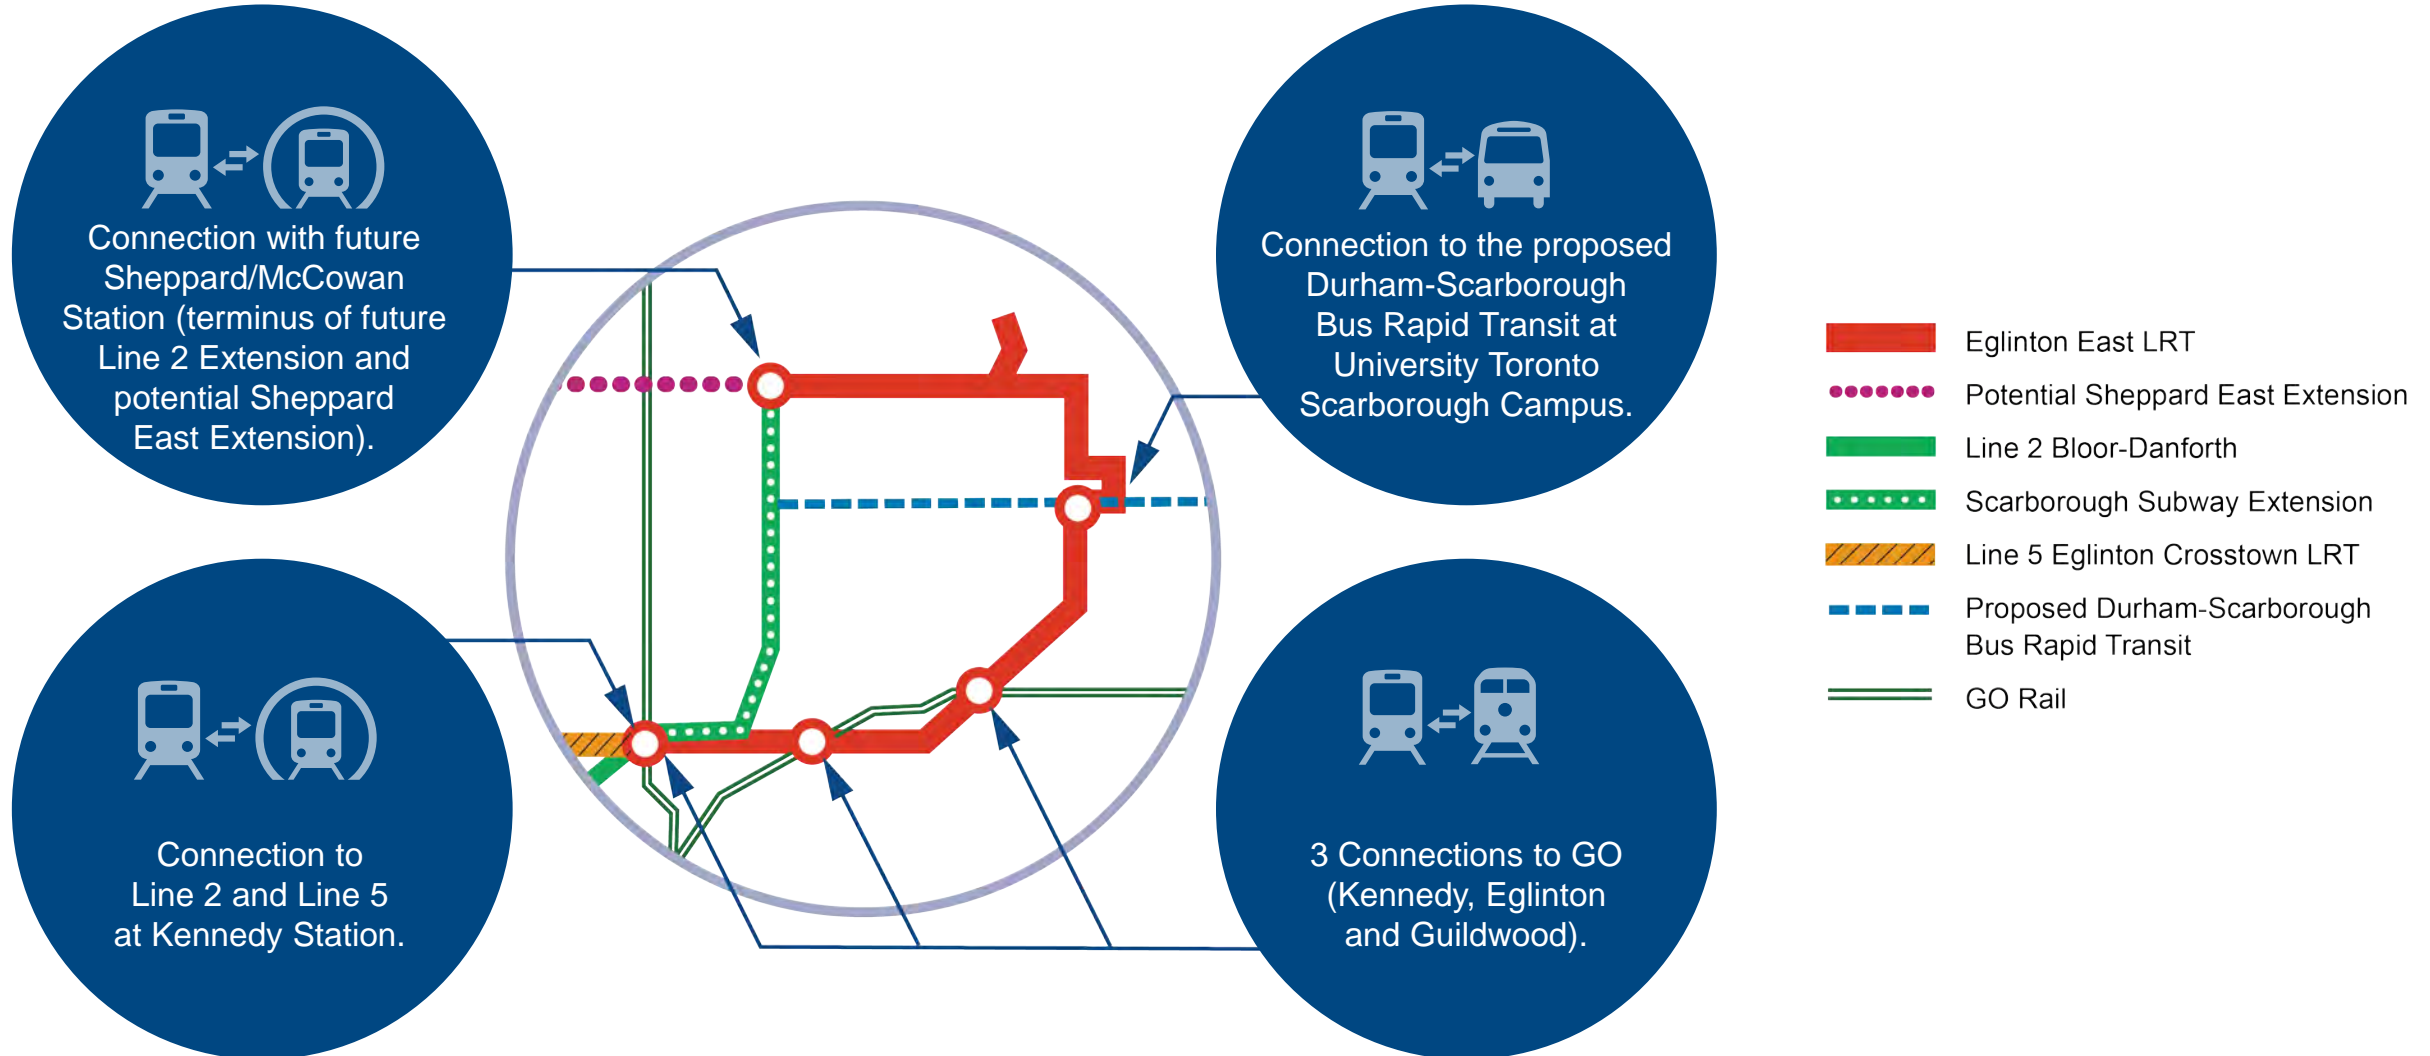 Connection with future
Sheppard/McCowan
Station (terminus of future
Line 2 Extension and
potential Sheppard
East Extension).
Connection to the proposed
Durham-Scarborough
Bus Rapid Transit at
University Toronto
Scarborough Campus.
Connection to
Line 2 and Line 5
at Kennedy Station.
3 Connections to GO
(Kennedy, Eglinton
and Guildwood).
Eglinton East LRT
Potential Sheppard East Extension
Line 2 Bloor-Danforth
Scarborough Subway Extension
Line 5 Eglinton Crosstown LRT
Proposed Durham-Scarborough
Bus Rapid Transit
GO Rail